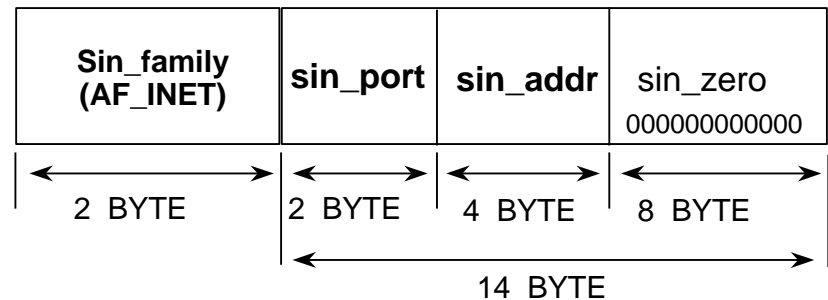 Sin_family
(AF_INET)
sin_port
sin_addr
sin_zero
000000000000
2 BYTE
2 BYTE
4 BYTE
8 BYTE
14 BYTE